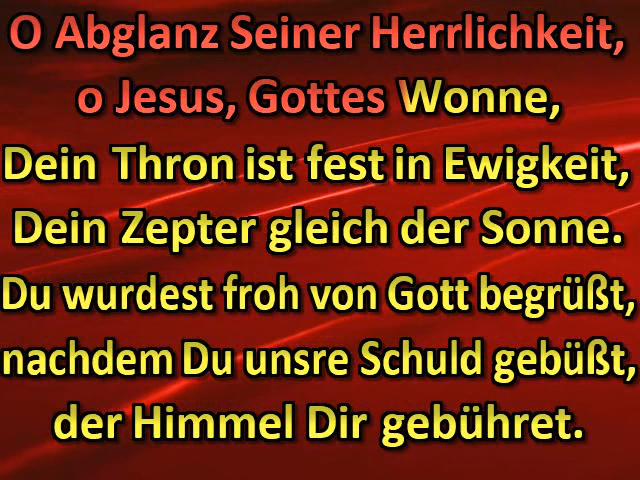 O Abglanz Seiner Herrlichkeit,
o Jesus, Gottes Wonne,
Dein Thron ist fest in Ewigkeit,
Dein Zepter gleich der Sonne.
Du wurdest froh von Gott begrüßt,
nachdem Du unsre Schuld gebüßt,
der Himmel Dir gebühret.